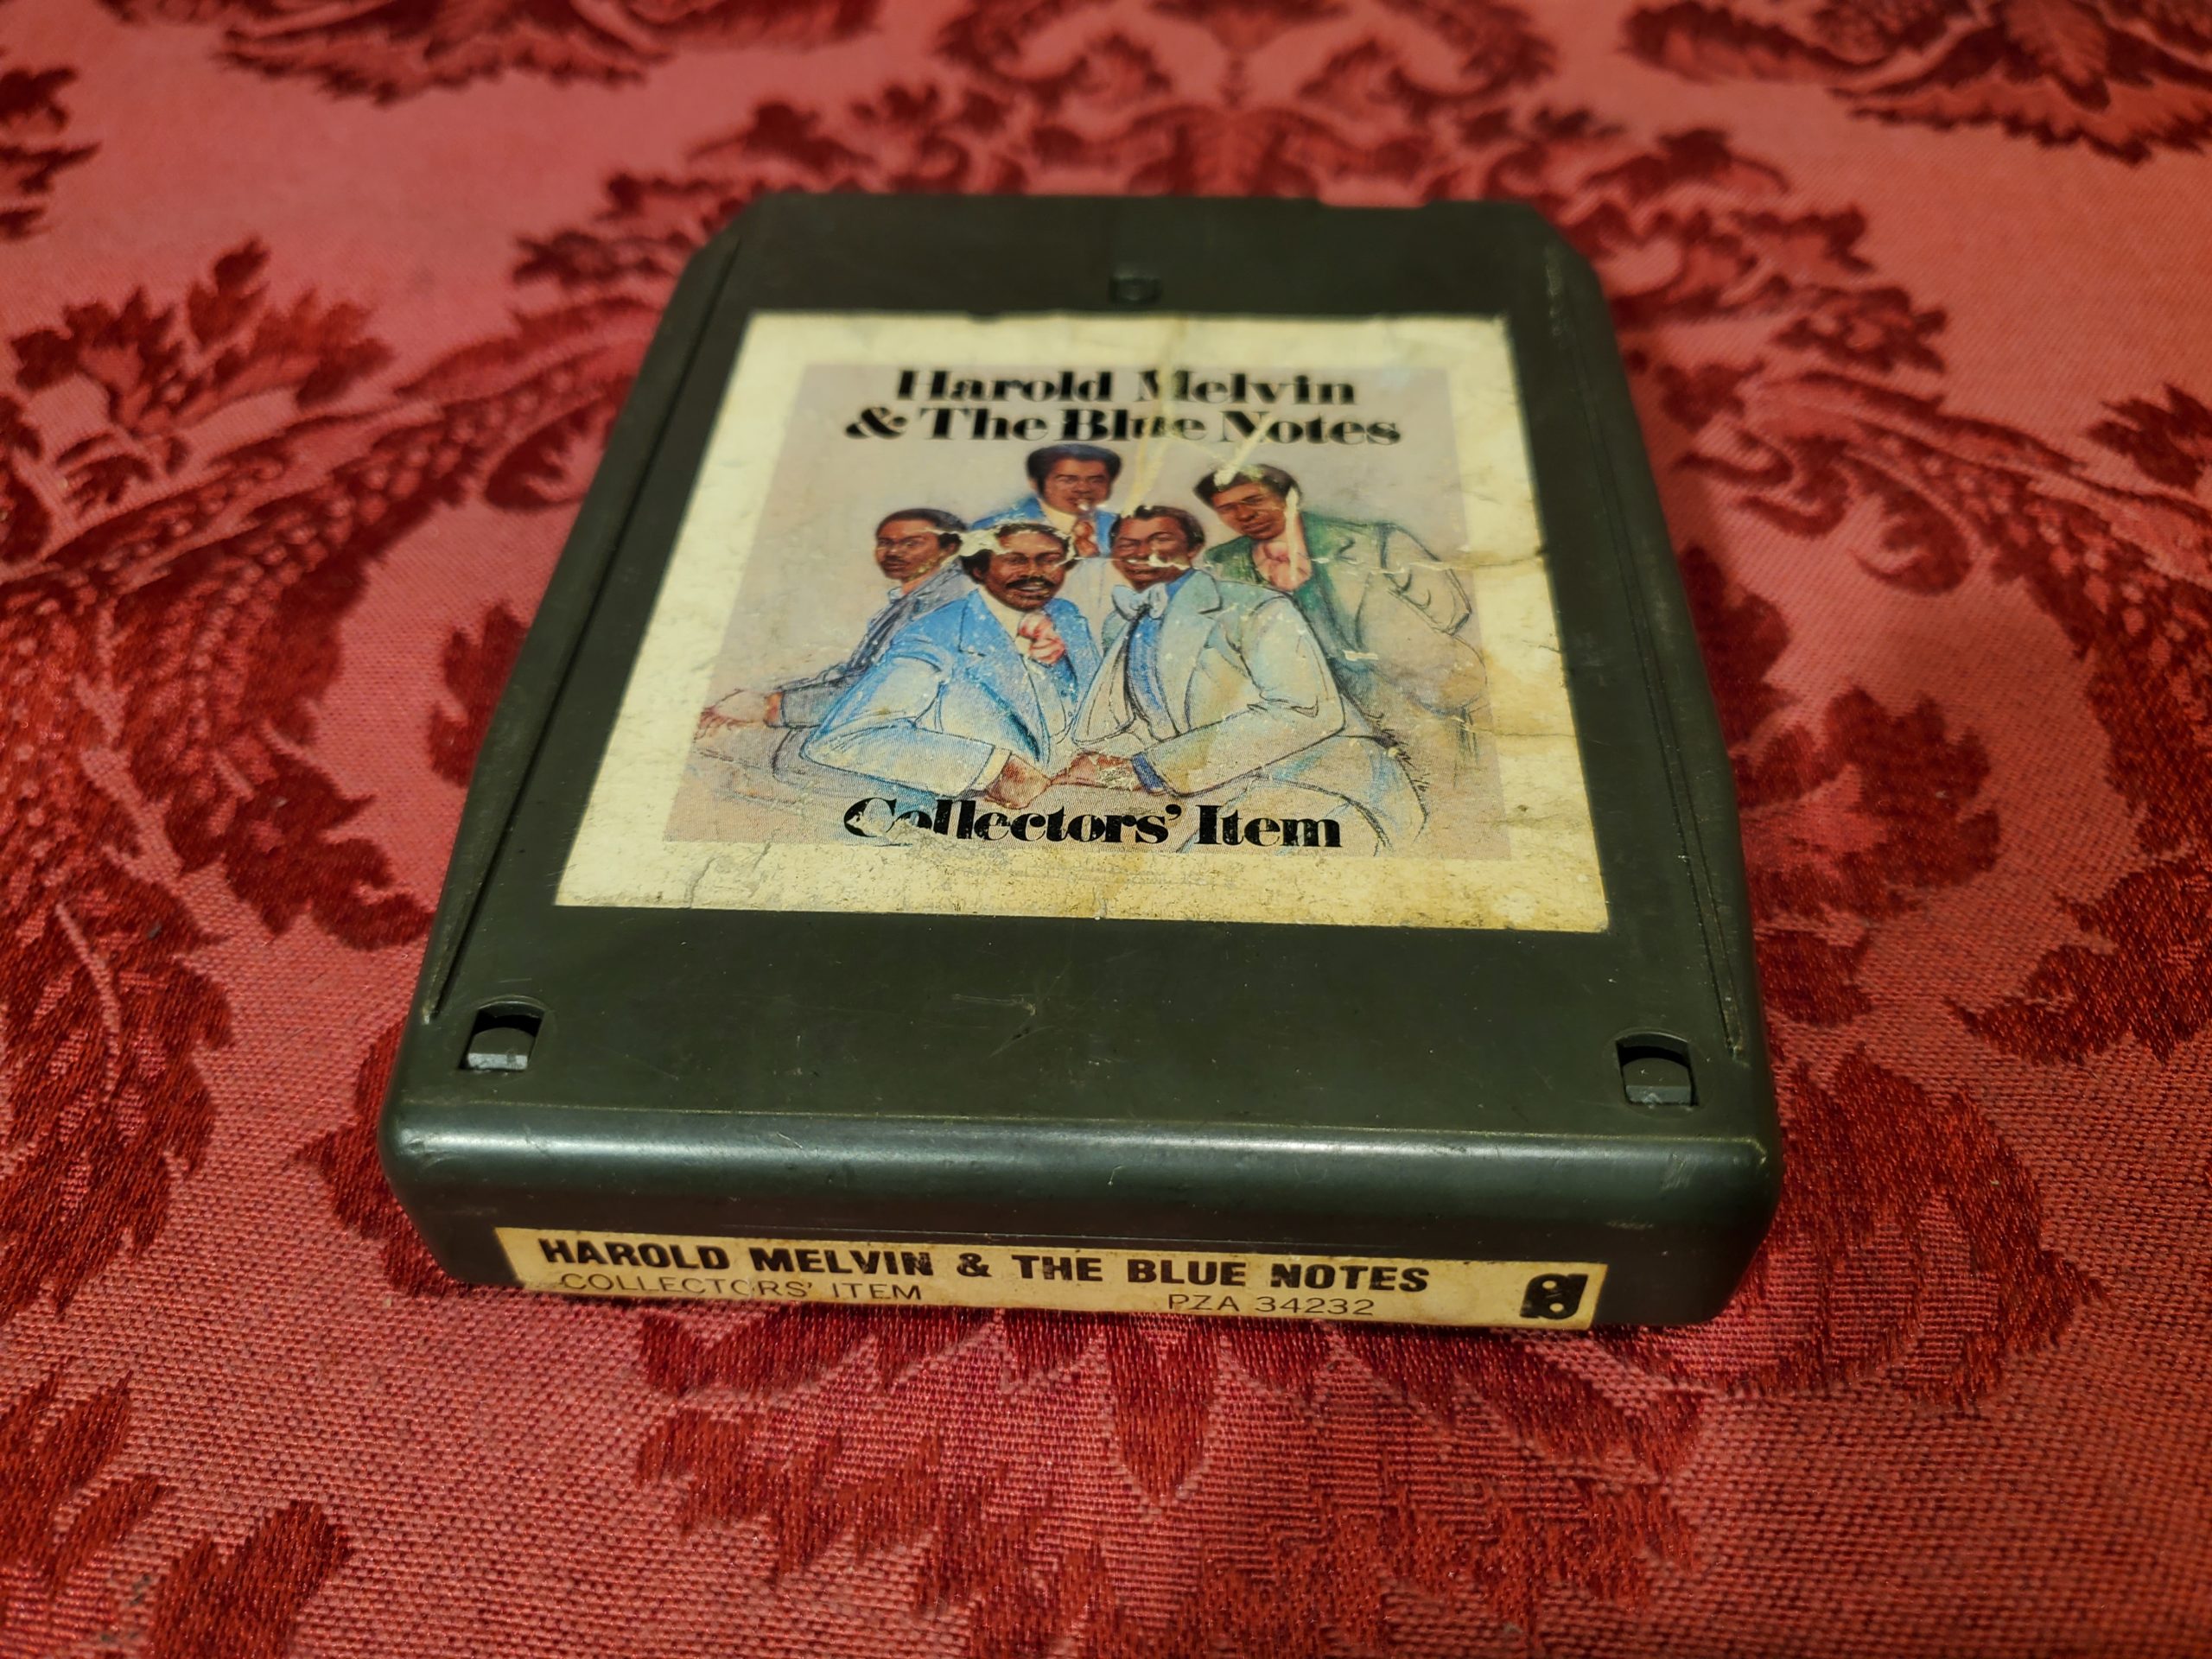 Harold Melvin
& The Blue Notes
Collectors' Item
HAROLD MELVIN & THE BLUE NOTES
COLLECTORS' ITEM PZA 34232